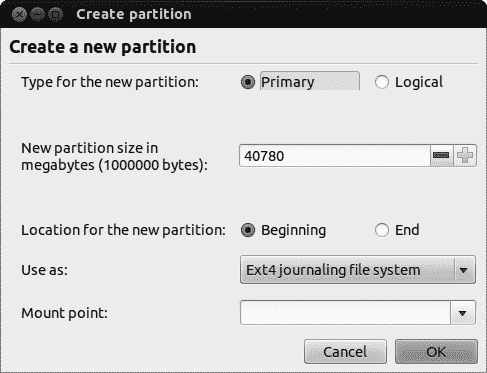 Create partition
Create a new partition
Type for the new partition: Primary Logical
New partition size in
megabytes (1000000 bytes): 40780
Location for the new partition: Beginning End
Use as: Ext4 journaling file system
Mount point:
Cancel OK